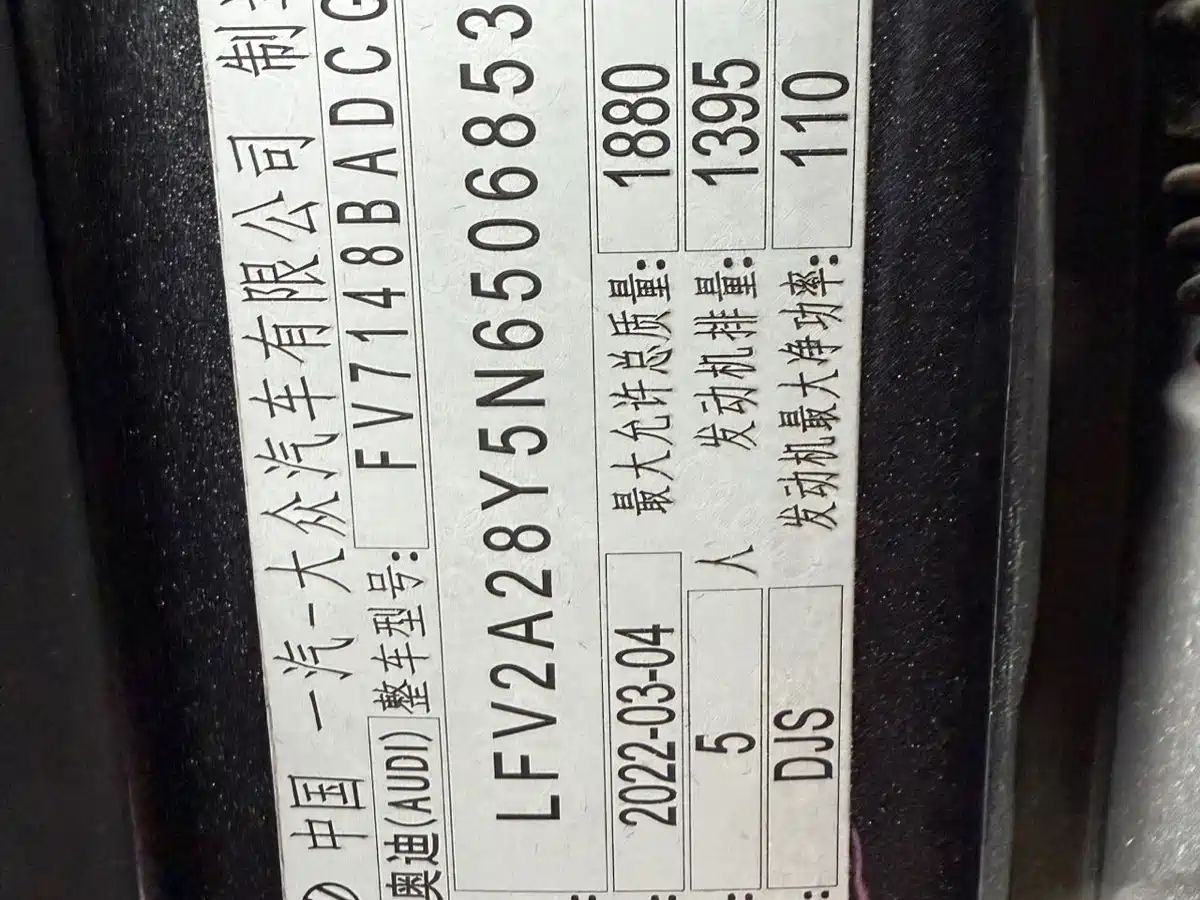 中国 一汽-大众汽车有限公司 制
奥迪(AUDI) 整车型号: FV7148BADCG
LFV2A28Y5N6506853
2022-03-04 最大允许总质量: 1880
5 人 发动机排量: 1395
DJS 发动机最大净功率: 110